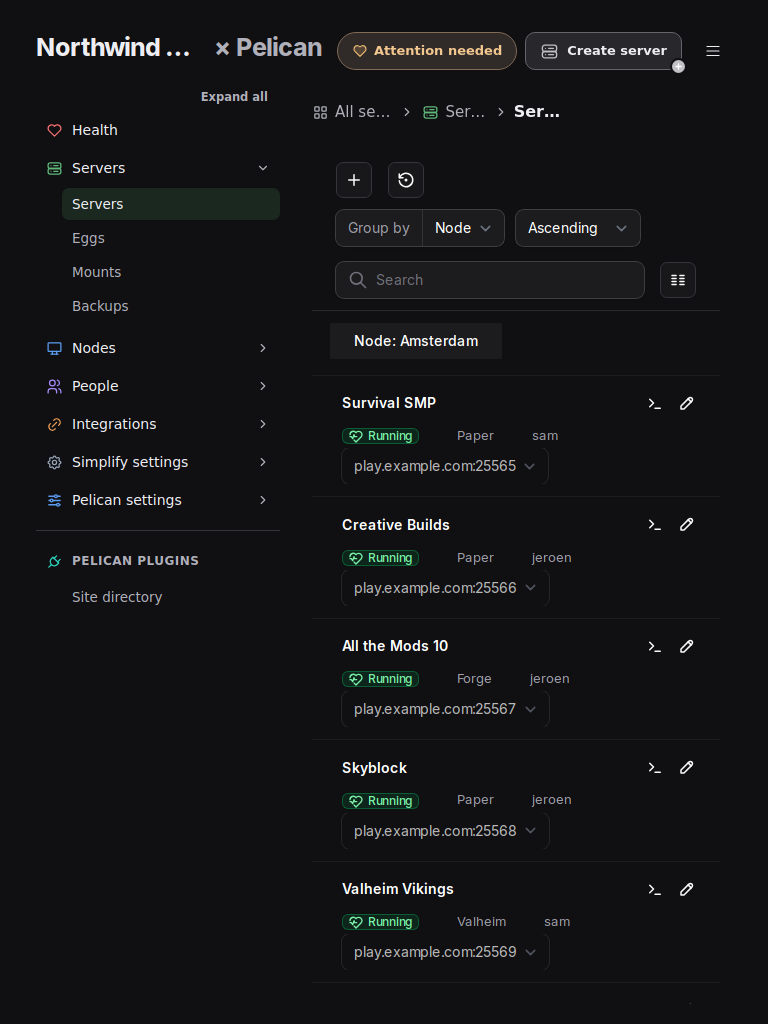 Northwind ... × Pelican
Attention needed
Create server
Expand all
All se... > Ser... > Ser...
Health
Servers
Servers
Eggs
Mounts
Backups
Nodes
People
Integrations
Simplify settings
Pelican settings
PELICAN PLUGINS
Site directory
Group by Node
Ascending
Search
Node: Amsterdam
Survival SMP
Running Paper sam
play.example.com:25565
Creative Builds
Running Paper jeroen
play.example.com:25566
All the Mods 10
Running Forge jeroen
play.example.com:25567
Skyblock
Running Paper jeroen
play.example.com:25568
Valheim Vikings
Running Valheim sam
play.example.com:25569